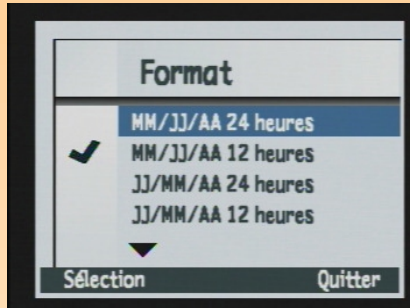 Format
MM/JJ/AA 24 heures
MM/JJ/AA 12 heures
JJ/MM/AA 24 heures
JJ/MM/AA 12 heures
Sélection Quitter